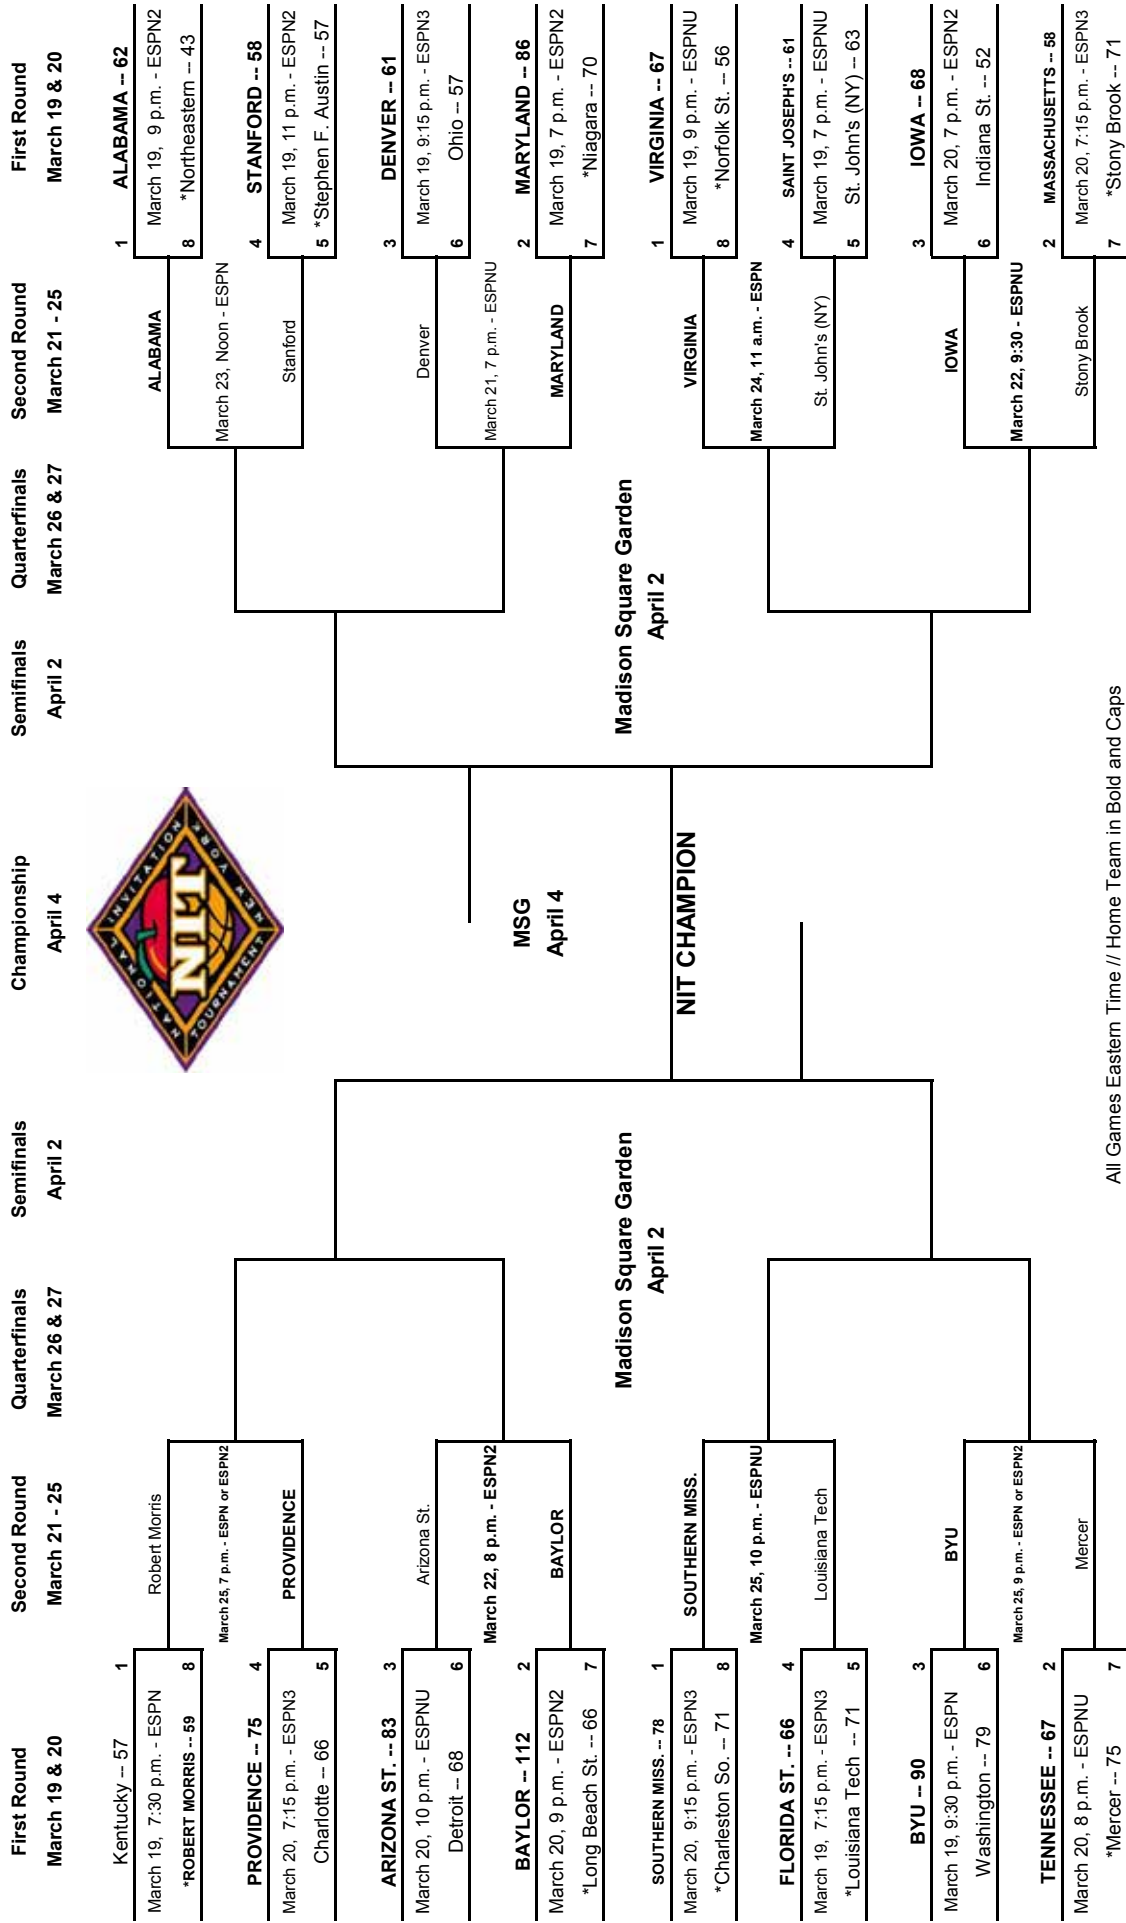 First Round
Second Round
Quarterfinals
Semifinals
Championship
Semifinals
Quarterfinals
Second Round
First Round
March 19 & 20
March 21 - 25
March 26 & 27
April 2
April 4
April 2
March 26 & 27
March 21 - 25
March 19 & 20
Kentucky -- 57
1
March 19, 7:30 p.m. - ESPN
*ROBERT MORRIS -- 59
8
Robert Morris
March 25, 7 p.m. - ESPN or ESPN2
PROVIDENCE
PROVIDENCE -- 75
4
March 20, 7:15 p.m. - ESPN3
Charlotte -- 66
5
ARIZONA ST. -- 83
3
March 20, 10 p.m. - ESPNU
Detroit -- 68
6
Arizona St.
March 22, 8 p.m. - ESPN2
BAYLOR
BAYLOR -- 112
2
March 20, 9 p.m. - ESPN2
*Long Beach St. -- 66
7
Madison Square Garden
April 2
SOUTHERN MISS. -- 78
1
March 20, 9:15 p.m. - ESPN3
*Charleston So. -- 71
8
SOUTHERN MISS.
March 25, 10 p.m. - ESPNU
Louisiana Tech
FLORIDA ST. -- 66
4
March 19, 7:15 p.m. - ESPN3
*Louisiana Tech -- 71
5
BYU -- 90
3
March 19, 9:30 p.m. - ESPN
Washington -- 79
6
BYU
March 25, 9 p.m. - ESPN or ESPN2
Mercer
TENNESSEE -- 67
2
March 20, 8 p.m. - ESPNU
*Mercer -- 75
7
NATIONAL INVITATION
NIT
TOURNAMENT NEW YORK
MSG
April 4
NIT CHAMPION
ALABAMA -- 62
1
March 19, 9 p.m. - ESPN2
*Northeastern -- 43
8
ALABAMA
March 23, Noon - ESPN
Stanford
STANFORD -- 58
4
March 19, 11 p.m. - ESPN2
*Stephen F. Austin -- 57
5
DENVER -- 61
3
March 19, 9:15 p.m. - ESPN3
Ohio -- 57
6
Denver
March 21, 7 p.m. - ESPNU
MARYLAND
MARYLAND -- 86
2
March 19, 7 p.m. - ESPN2
*Niagara -- 70
7
Madison Square Garden
April 2
VIRGINIA -- 67
1
March 19, 9 p.m. - ESPNU
*Norfolk St. -- 56
8
VIRGINIA
March 24, 11 a.m. - ESPN
St. John's (NY)
SAINT JOSEPH'S -- 61
4
March 19, 7 p.m. - ESPNU
St. John's (NY) -- 63
5
IOWA -- 68
3
March 20, 7 p.m. - ESPN2
Indiana St. -- 52
6
IOWA
March 22, 9:30 - ESPNU
Stony Brook
MASSACHUSETTS -- 58
2
March 20, 7:15 p.m. - ESPN3
*Stony Brook -- 71
7
All Games Eastern Time // Home Team in Bold and Caps